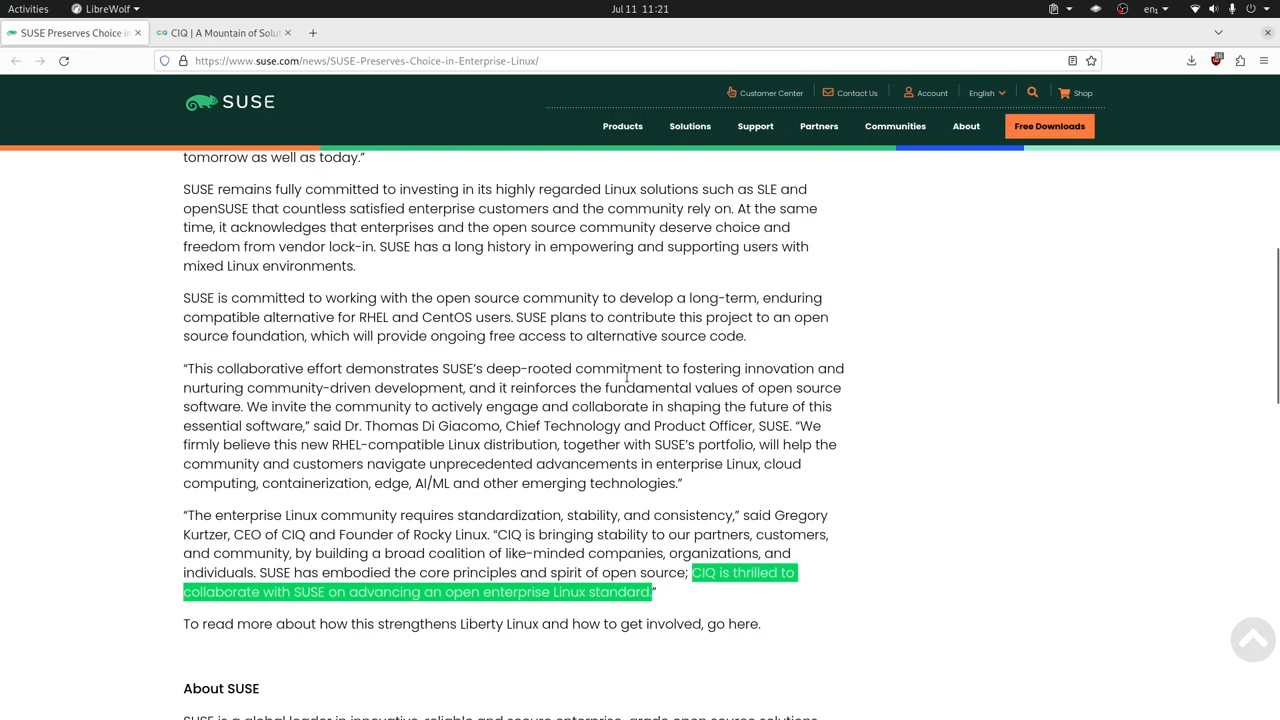 Activities
LibreWolf
Jul 11 11:21
en₁
SUSE Preserves Choice in
CIQ | A Mountain of Solut
https://www.suse.com/news/SUSE-Preserves-Choice-in-Enterprise-Linux/
Customer Center
Contact Us
Account
English
Shop
SUSE
Products
Solutions
Support
Partners
Communities
About
Free Downloads
tomorrow as well as today.”
SUSE remains fully committed to investing in its highly regarded Linux solutions such as SLE and
openSUSE that countless satisfied enterprise customers and the community rely on. At the same
time, it acknowledges that enterprises and the open source community deserve choice and
freedom from vendor lock-in. SUSE has a long history in empowering and supporting users with
mixed Linux environments.
SUSE is committed to working with the open source community to develop a long-term, enduring
compatible alternative for RHEL and CentOS users. SUSE plans to contribute this project to an open
source foundation, which will provide ongoing free access to alternative source code.
“This collaborative effort demonstrates SUSE’s deep-rooted commitment to fostering innovation and
nurturing community-driven development, and it reinforces the fundamental values of open source
software. We invite the community to actively engage and collaborate in shaping the future of this
essential software,” said Dr. Thomas Di Giacomo, Chief Technology and Product Officer, SUSE. “We
firmly believe this new RHEL-compatible Linux distribution, together with SUSE’s portfolio, will help the
community and customers navigate unprecedented advancements in enterprise Linux, cloud
computing, containerization, edge, AI/ML and other emerging technologies.”
“The enterprise Linux community requires standardization, stability, and consistency,” said Gregory
Kurtzer, CEO of CIQ and Founder of Rocky Linux. “CIQ is bringing stability to our partners, customers,
and community, by building a broad coalition of like-minded companies, organizations, and
individuals. SUSE has embodied the core principles and spirit of open source; CIQ is thrilled to
collaborate with SUSE on advancing an open enterprise Linux standard.”
To read more about how this strengthens Liberty Linux and how to get involved, go here.
About SUSE
SUSE is a global leader in innovative, reliable and secure enterprise-grade open source solutions